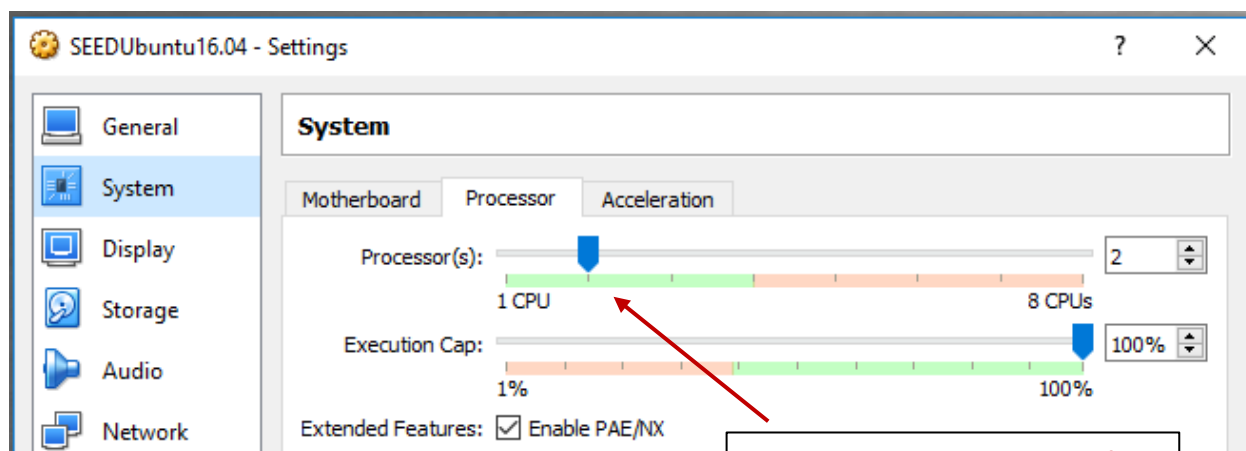 SEEDUbuntu16.04 - Settings
?
General
System
System
Motherboard Processor Acceleration
Display
Processor(s): 2
1 CPU 8 CPUs
Storage
Execution Cap: 100%
Audio
1% 100%
Network
Extended Features: Enable PAE/NX